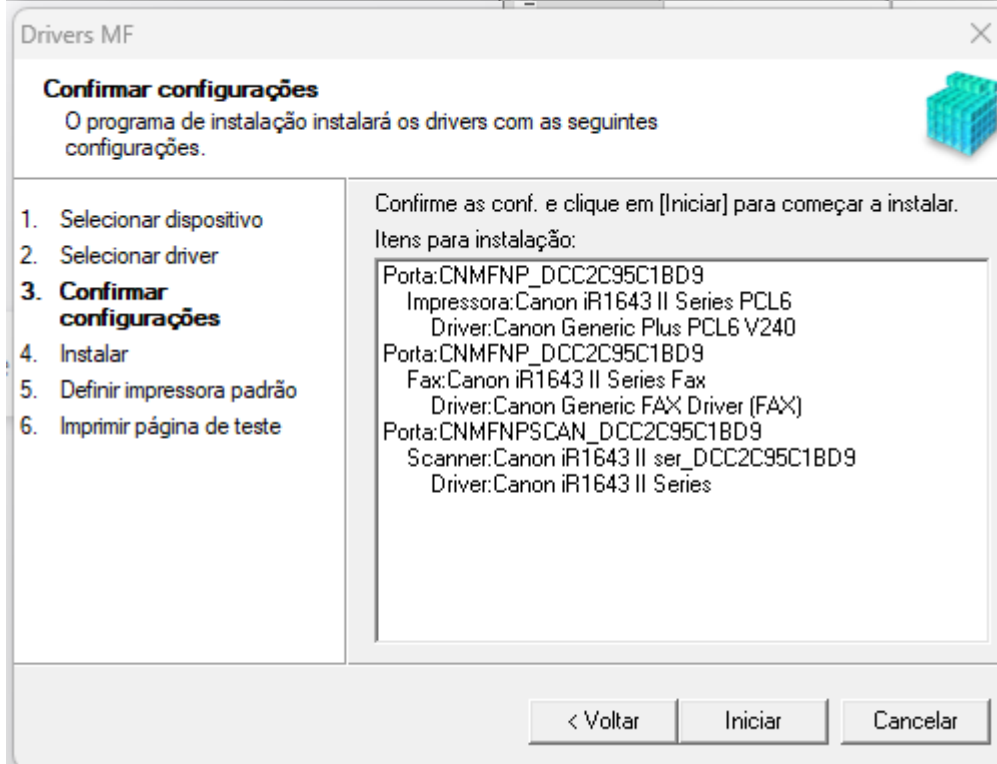 Drivers MF
Confirmar configurações
O programa de instalação instalará os drivers com as seguintes
configurações.
1. Selecionar dispositivo
2. Selecionar driver
3. Confirmar
configurações
4. Instalar
5. Definir impressora padrão
6. Imprimir página de teste
Confirme as conf. e clique em [Iniciar] para começar a instalar.
Itens para instalação:
Porta:CNMFNP_DCC2C95C1BD9
Impressora:Canon iR1643 II Series PCL6
Driver:Canon Generic Plus PCL6 V240
Porta:CNMFNP_DCC2C95C1BD9
Fax:Canon iR1643 II Series Fax
Driver:Canon Generic FAX Driver (FAX)
Porta:CNMFNPSCAN_DCC2C95C1BD9
Scanner:Canon iR1643 II ser_DCC2C95C1BD9
Driver:Canon iR1643 II Series
< Voltar
Iniciar
Cancelar